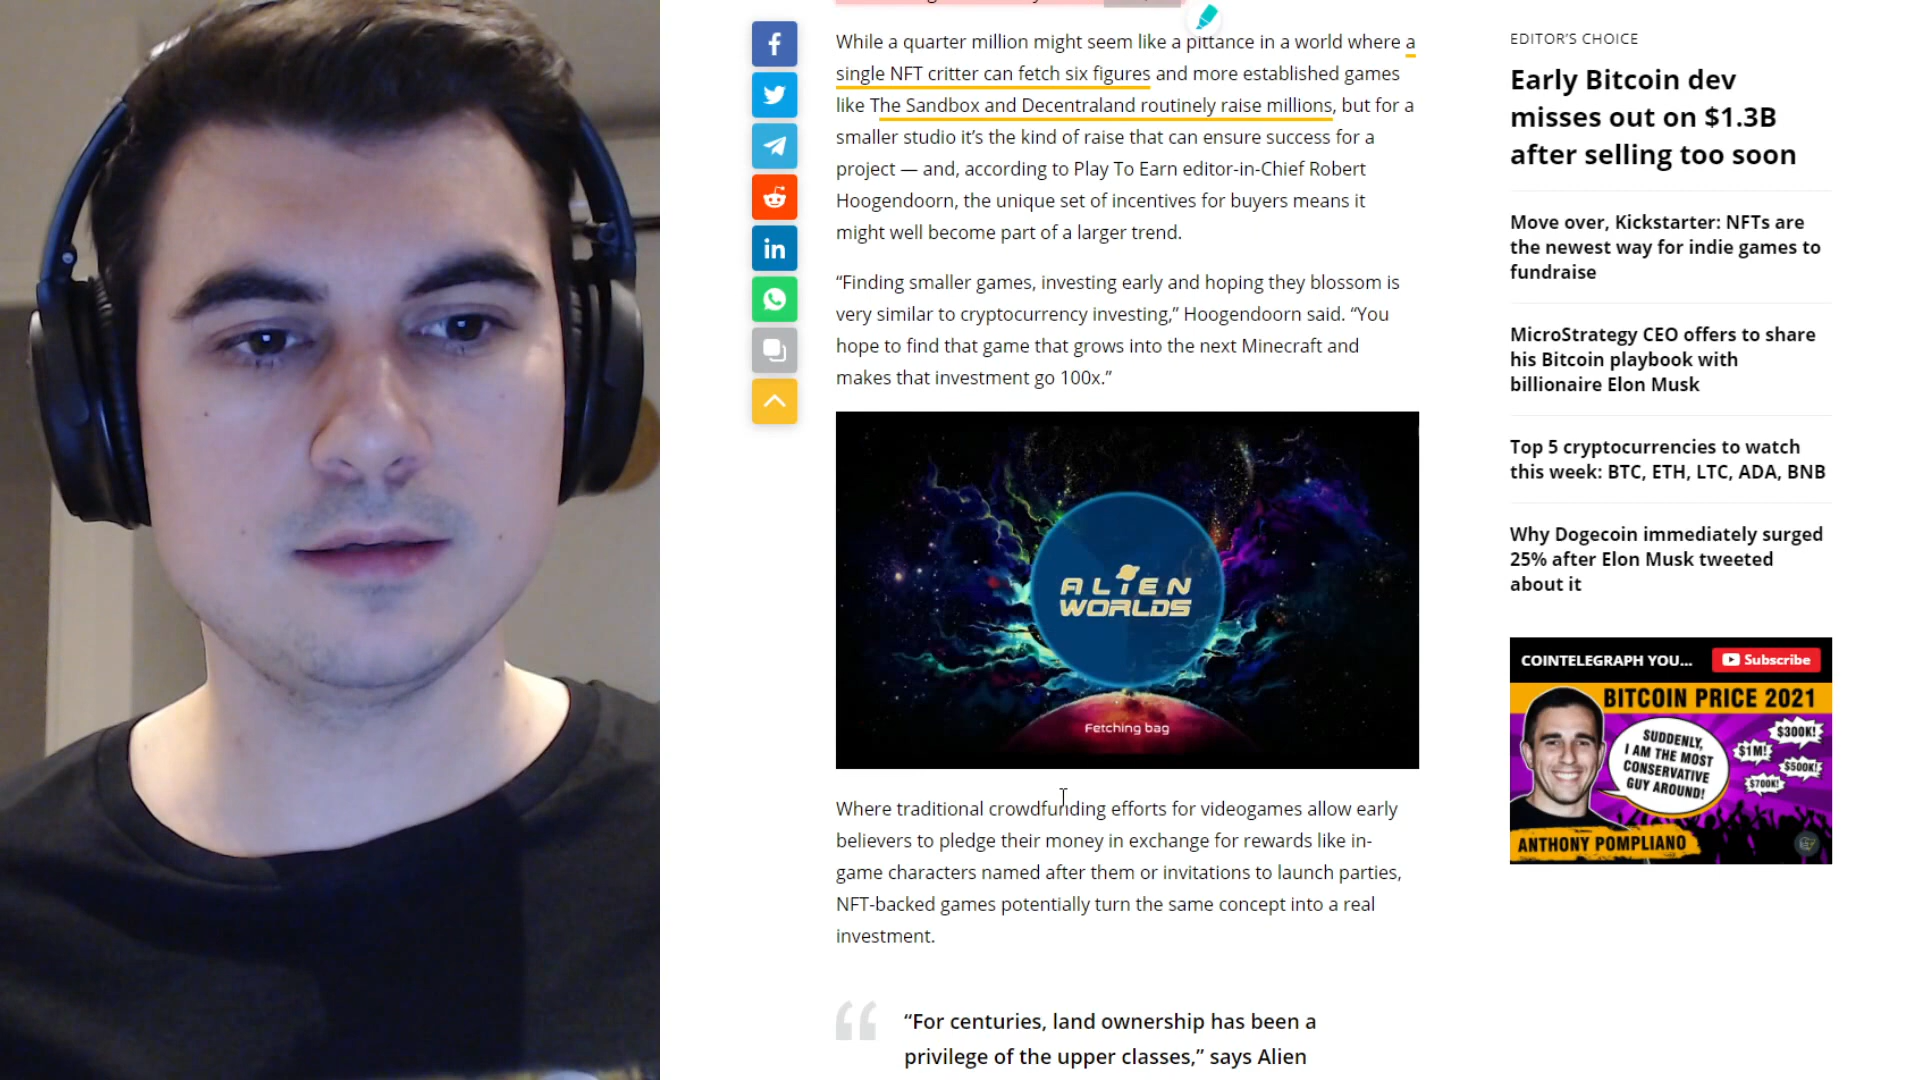 While a quarter million might seem like a pittance in a world where a
single NFT critter can fetch six figures and more established games
like The Sandbox and Decentraland routinely raise millions, but for a
smaller studio it’s the kind of raise that can ensure success for a
project — and, according to Play To Earn editor-in-Chief Robert
Hoogendoorn, the unique set of incentives for buyers means it
might well become part of a larger trend.
“Finding smaller games, investing early and hoping they blossom is
very similar to cryptocurrency investing,” Hoogendoorn said. “You
hope to find that game that grows into the next Minecraft and
makes that investment go 100x.”
ALIEN
WORLDS
Fetching bag
Where traditional crowdfunding efforts for videogames allow early
believers to pledge their money in exchange for rewards like in-
game characters named after them or invitations to launch parties,
NFT-backed games potentially turn the same concept into a real
investment.
“For centuries, land ownership has been a
privilege of the upper classes,” says Alien
EDITOR’S CHOICE
Early Bitcoin dev
misses out on $1.3B
after selling too soon
Move over, Kickstarter: NFTs are
the newest way for indie games to
fundraise
MicroStrategy CEO offers to share
his Bitcoin playbook with
billionaire Elon Musk
Top 5 cryptocurrencies to watch
this week: BTC, ETH, LTC, ADA, BNB
Why Dogecoin immediately surged
25% after Elon Musk tweeted
about it
COINTELEGRAPH YOU...
Subscribe
BITCOIN PRICE 2021
SUDDENLY,
I AM THE MOST
CONSERVATIVE
GUY AROUND!
$300K!
$1M!
$500K!
$700K!
ANTHONY POMPLIANO